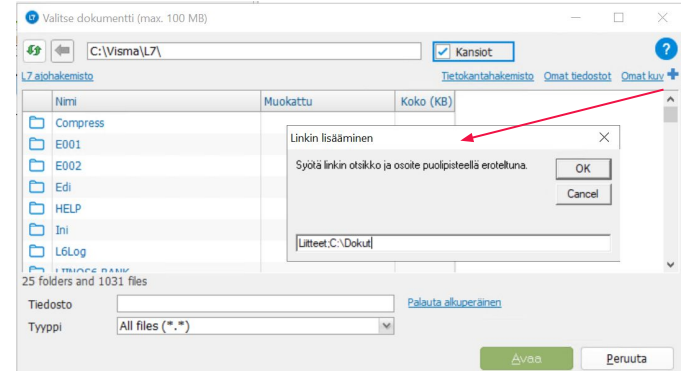 Valitse dokumentti (max. 100 MB)
C:\Visma\L7\
Kansiot
?
L7 ajohakemisto
Tietokantahakemisto Omat tiedostot Omat kuv
Nimi Muokattu Koko (KB)
Compress
E001
E002
Edi
HELP
Ini
L6Log
Linkin lisääminen
Syötä linkin otsikko ja osoite puolipisteellä eroteltuna.
OK
Cancel
Liitteet;C:\Dokut
25 folders and 1031 files
Tiedosto
Palauta alkuperäinen
Tyyppi All files (*.*)
Avaa Peruuta